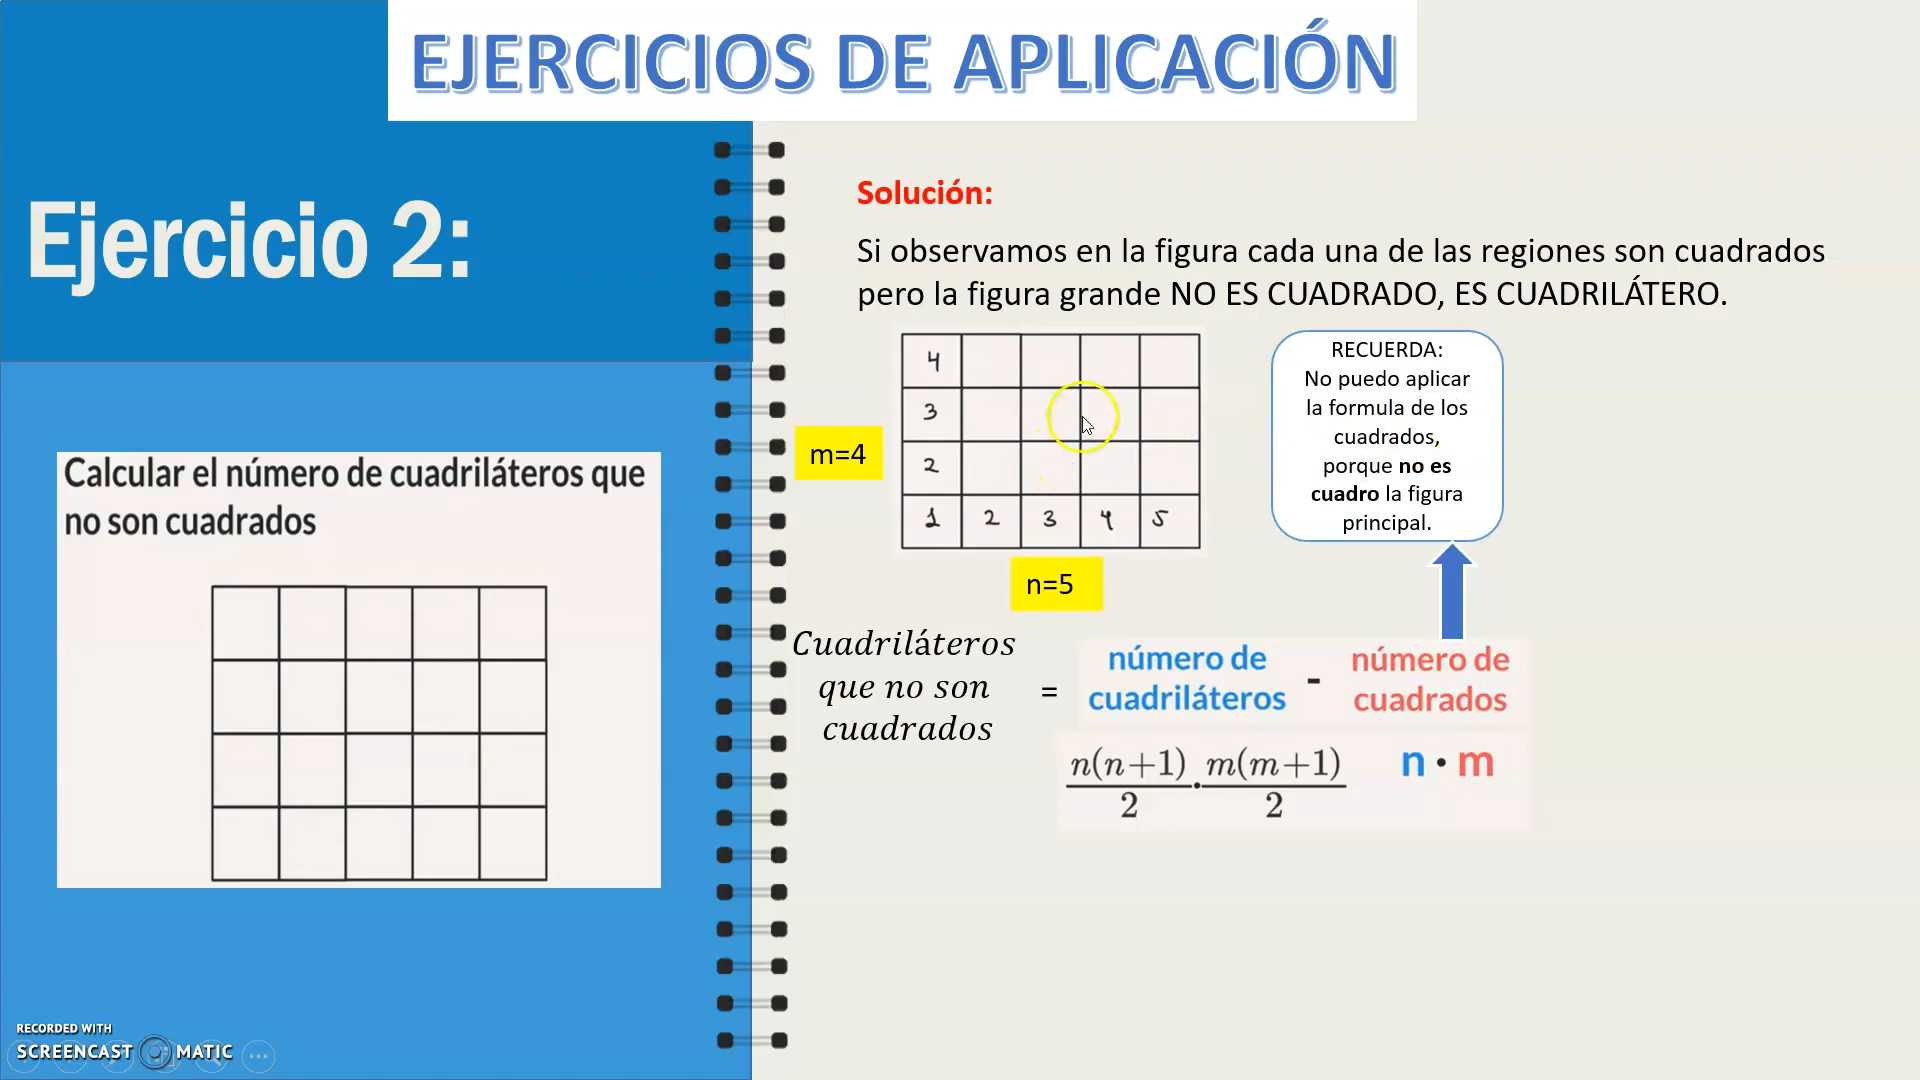 EJERCICIOS DE APLICACIÓN
Ejercicio 2:
Calcular el número de cuadriláteros que
no son cuadrados
Solución:
Si observamos en la figura cada una de las regiones son cuadrados
pero la figura grande NO ES CUADRADO, ES CUADRILÁTERO.
4
3
2
1 2 3 4 5
m=4
n=5
RECUERDA:
No puedo aplicar
la formula de los
cuadrados,
porque no es
cuadro la figura
principal.
Cuadriláteros
que no son
cuadrados
=
número de
cuadriláteros
-
número de
cuadrados
n(n+1)/2 · m(m+1)/2
n · m
RECORDED WITH
SCREENCAST MATIC